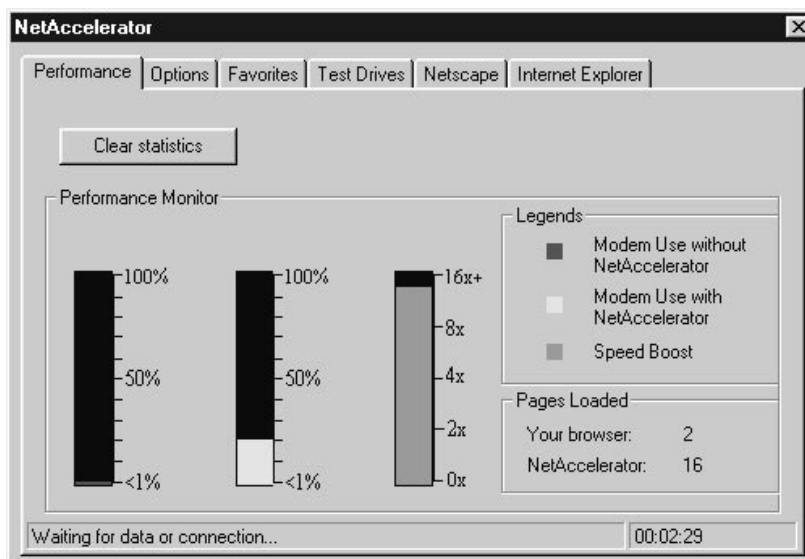 NetAccelerator
Performance Options Favorites Test Drives Netscape Internet Explorer
Clear statistics
Performance Monitor
100%
50%
<1%
100%
50%
<1%
16x+
8x
4x
2x
0x
Legends
Modem Use without
NetAccelerator
Modem Use with
NetAccelerator
Speed Boost
Pages Loaded
Your browser: 2
NetAccelerator: 16
Waiting for data or connection... 00:02:29